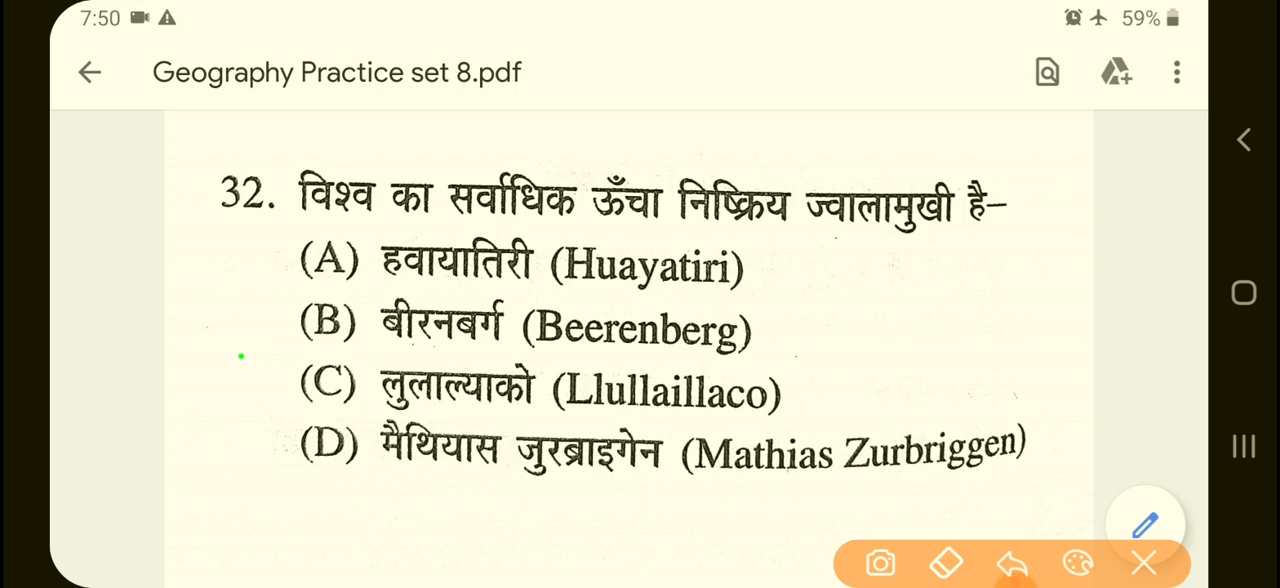 7:50
59%
Geography Practice set 8.pdf
32. विश्व का सर्वाधिक ऊँचा निष्क्रिय ज्वालामुखी है–
(A) हवायातिरी (Huayatiri)
(B) बीरनबर्ग (Beerenberg)
(C) लुलाल्याको (Llullaillaco)
(D) मैथियास जुरब्राइगेन (Mathias Zurbriggen)